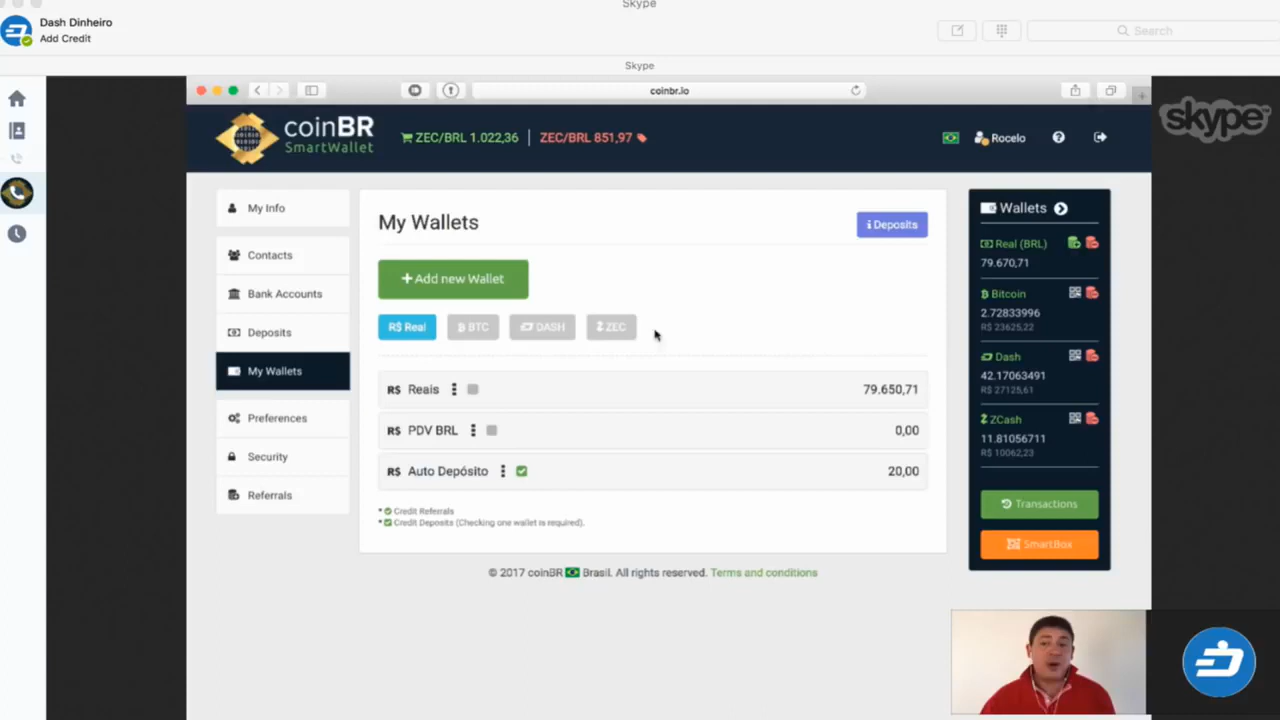 Skype
Dash Dinheiro
Add Credit
Search
Skype
coinbr.io
skype™
coinBR
SmartWallet
ZEC/BRL 1.022,36
ZEC/BRL 851,97
Rocelo
My Info
Contacts
Bank Accounts
Deposits
My Wallets
Preferences
Security
Referrals
My Wallets
Deposits
+Add new Wallet
R$ Real
BTC
DASH
ZEC
R$ Reais
79.650,71
R$ PDV BRL
0,00
R$ Auto Depósito
20,00
* Credit Referrals
* Credit Deposits (Checking one wallet is required).
© 2017 coinBR Brasil. All rights reserved. Terms and conditions
Wallets
Real (BRL)
79.670,71
Bitcoin
2.72833996
R$ 23625,22
Dash
42.17063491
R$ 27125,61
ZCash
11.81056711
R$ 10062,23
Transactions
SmartBox